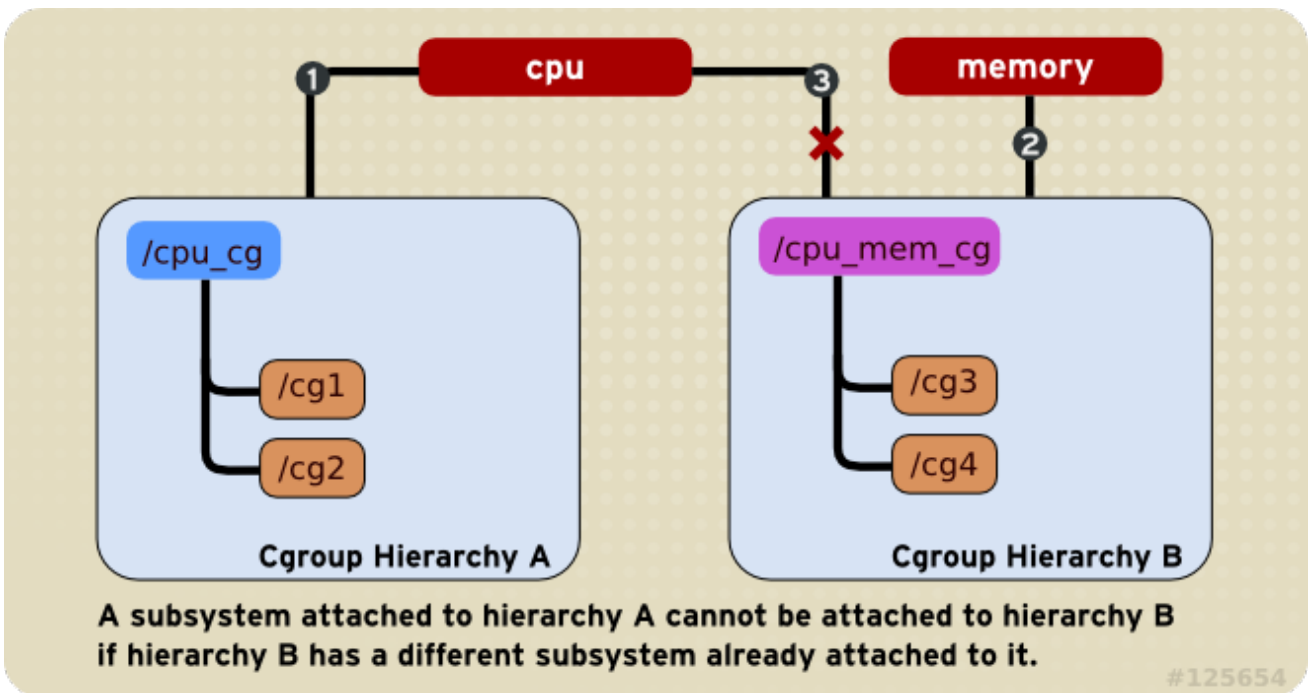 cpu
memory
1
3
2
/cpu_cg
/cpu_mem_cg
/cg1
/cg3
/cg2
/cg4
Cgroup Hierarchy A
Cgroup Hierarchy B
A subsystem attached to hierarchy A cannot be attached to hierarchy B
if hierarchy B has a different subsystem already attached to it.
#125654